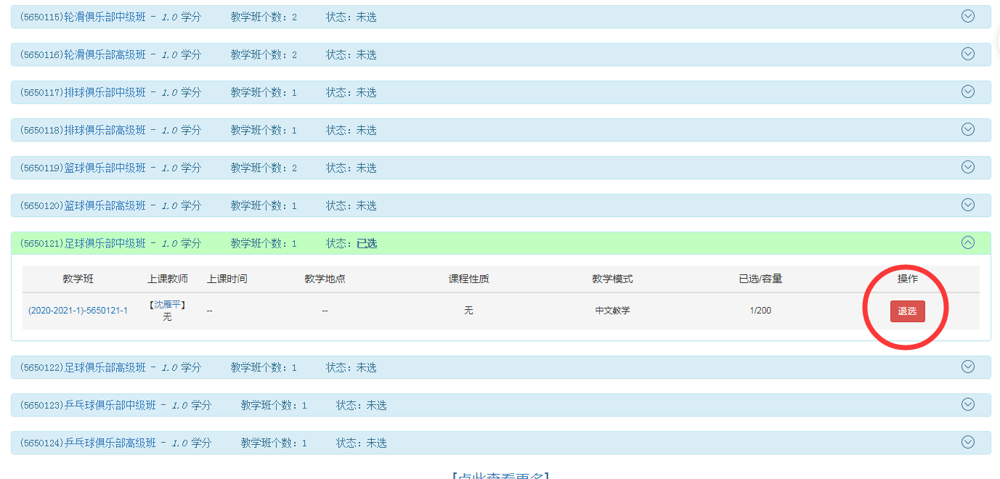 (5650115)轮滑俱乐部中级班 - 1.0 学分 教学班个数：2 状态：未选
(5650116)轮滑俱乐部高级班 - 1.0 学分 教学班个数：2 状态：未选
(5650117)排球俱乐部中级班 - 1.0 学分 教学班个数：1 状态：未选
(5650118)排球俱乐部高级班 - 1.0 学分 教学班个数：1 状态：未选
(5650119)篮球俱乐部中级班 - 1.0 学分 教学班个数：2 状态：未选
(5650120)篮球俱乐部高级班 - 1.0 学分 教学班个数：1 状态：未选
(5650121)足球俱乐部中级班 - 1.0 学分 教学班个数：1 状态：已选
教学班 上课教师 上课时间 教学地点 课程性质 教学模式 已选/容量 操作
(2020-2021-1)-5650121-1 【沈雁平】 -- -- 无 中文教学 1/200 退选
无
(5650122)足球俱乐部高级班 - 1.0 学分 教学班个数：1 状态：未选
(5650123)乒乓球俱乐部中级班 - 1.0 学分 教学班个数：1 状态：未选
(5650124)乒乓球俱乐部高级班 - 1.0 学分 教学班个数：1 状态：未选
[点此查看更多]